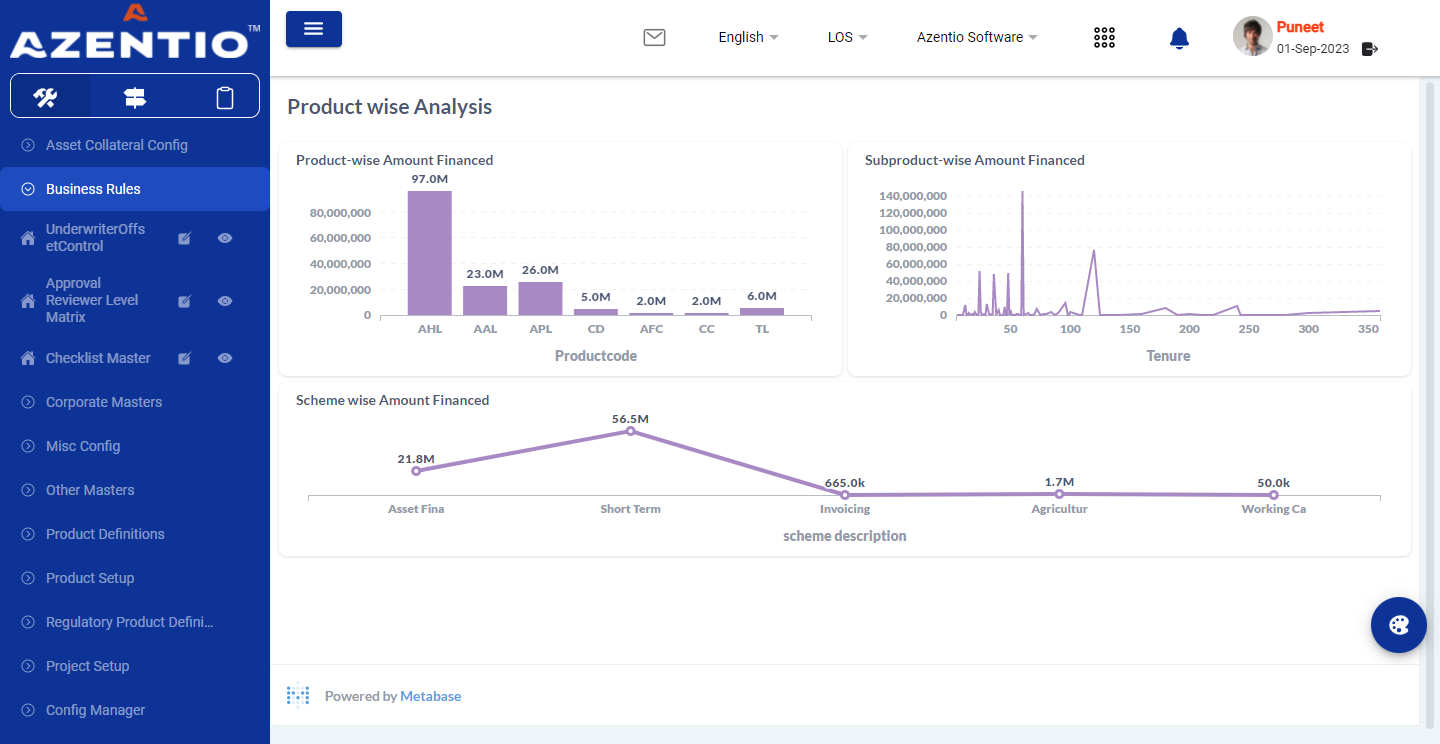 AZENTIO™
English
LOS
Azentio Software
Puneet
01-Sep-2023
Asset Collateral Config
Business Rules
UnderwriterOffs
etControl
Approval
Reviewer Level
Matrix
Checklist Master
Corporate Masters
Misc Config
Other Masters
Product Definitions
Product Setup
Regulatory Product Defini...
Project Setup
Config Manager
Product wise Analysis
Product-wise Amount Financed
97.0M
80,000,000
60,000,000
40,000,000
20,000,000
0
23.0M
26.0M
5.0M
2.0M
2.0M
6.0M
AHL AAL APL CD AFC CC TL
Productcode
Subproduct-wise Amount Financed
140,000,000
120,000,000
100,000,000
80,000,000
60,000,000
40,000,000
20,000,000
0
50 100 150 200 250 300 350
Tenure
Scheme wise Amount Financed
21.8M
56.5M
665.0k
1.7M
50.0k
Asset Fina Short Term Invoicing Agricultur Working Ca
scheme description
Powered by Metabase